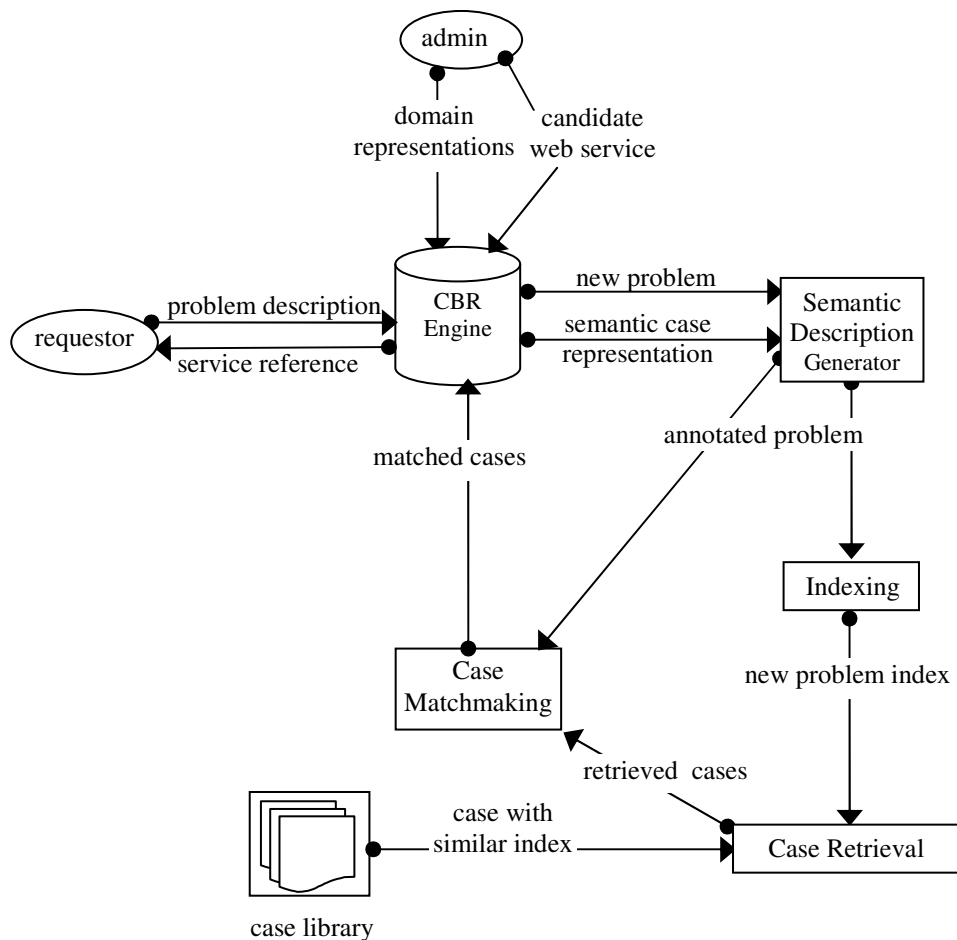 admin
domain
representations
candidate
web service
CBR
Engine
new problem
Semantic
Description
Generator
problem description
requestor
service reference
semantic case
representation
annotated problem
matched cases
Indexing
Case
Matchmaking
new problem index
retrieved cases
case with
similar index
Case Retrieval
case library